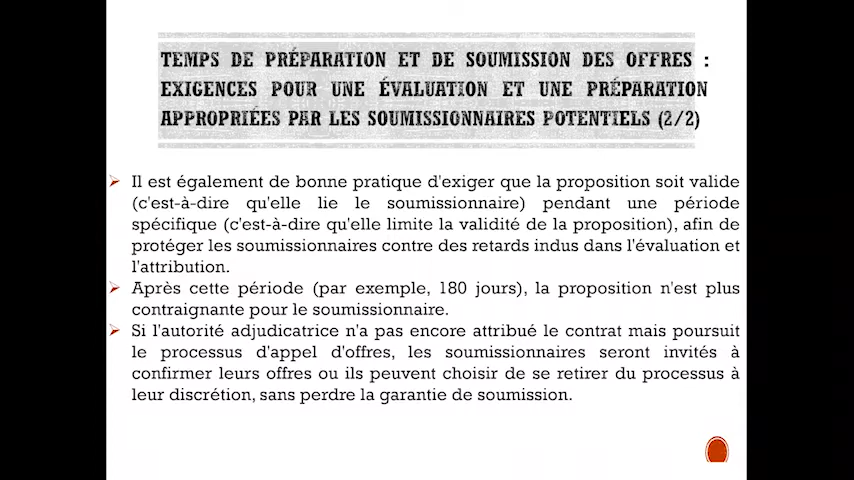 TEMPS DE PRÉPARATION ET DE SOUMISSION DES OFFRES :
EXIGENCES POUR UNE ÉVALUATION ET UNE PRÉPARATION
APPROPRIÉES PAR LES SOUMISSIONNAIRES POTENTIELS (2/2)
Il est également de bonne pratique d'exiger que la proposition soit valide
(c'est-à-dire qu'elle lie le soumissionnaire) pendant une période
spécifique (c'est-à-dire qu'elle limite la validité de la proposition), afin de
protéger les soumissionnaires contre des retards indus dans l'évaluation et
l'attribution.
Après cette période (par exemple, 180 jours), la proposition n'est plus
contraignante pour le soumissionnaire.
Si l'autorité adjudicatrice n'a pas encore attribué le contrat mais poursuit
le processus d'appel d'offres, les soumissionnaires seront invités à
confirmer leurs offres ou ils peuvent choisir de se retirer du processus à
leur discrétion, sans perdre la garantie de soumission.